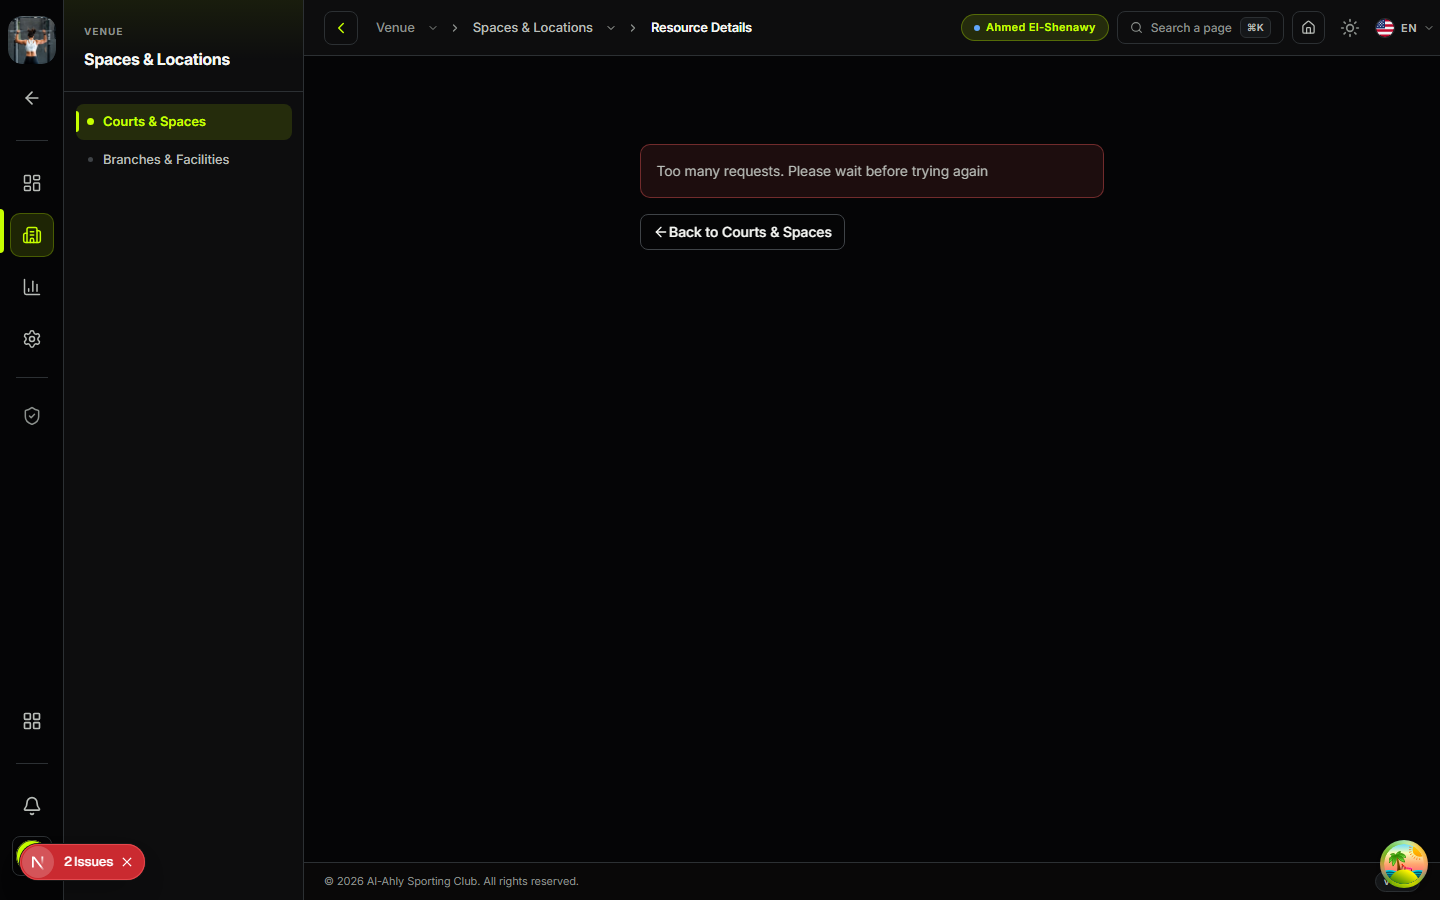 VENUE
Spaces & Locations
Courts & Spaces
Branches & Facilities
Venue
Spaces & Locations
Resource Details
Ahmed El-Shenawy
Search a page
⌘K
EN
Too many requests. Please wait before trying again
Back to Courts & Spaces
N
2 Issues
© 2026 Al-Ahly Sporting Club. All rights reserved.